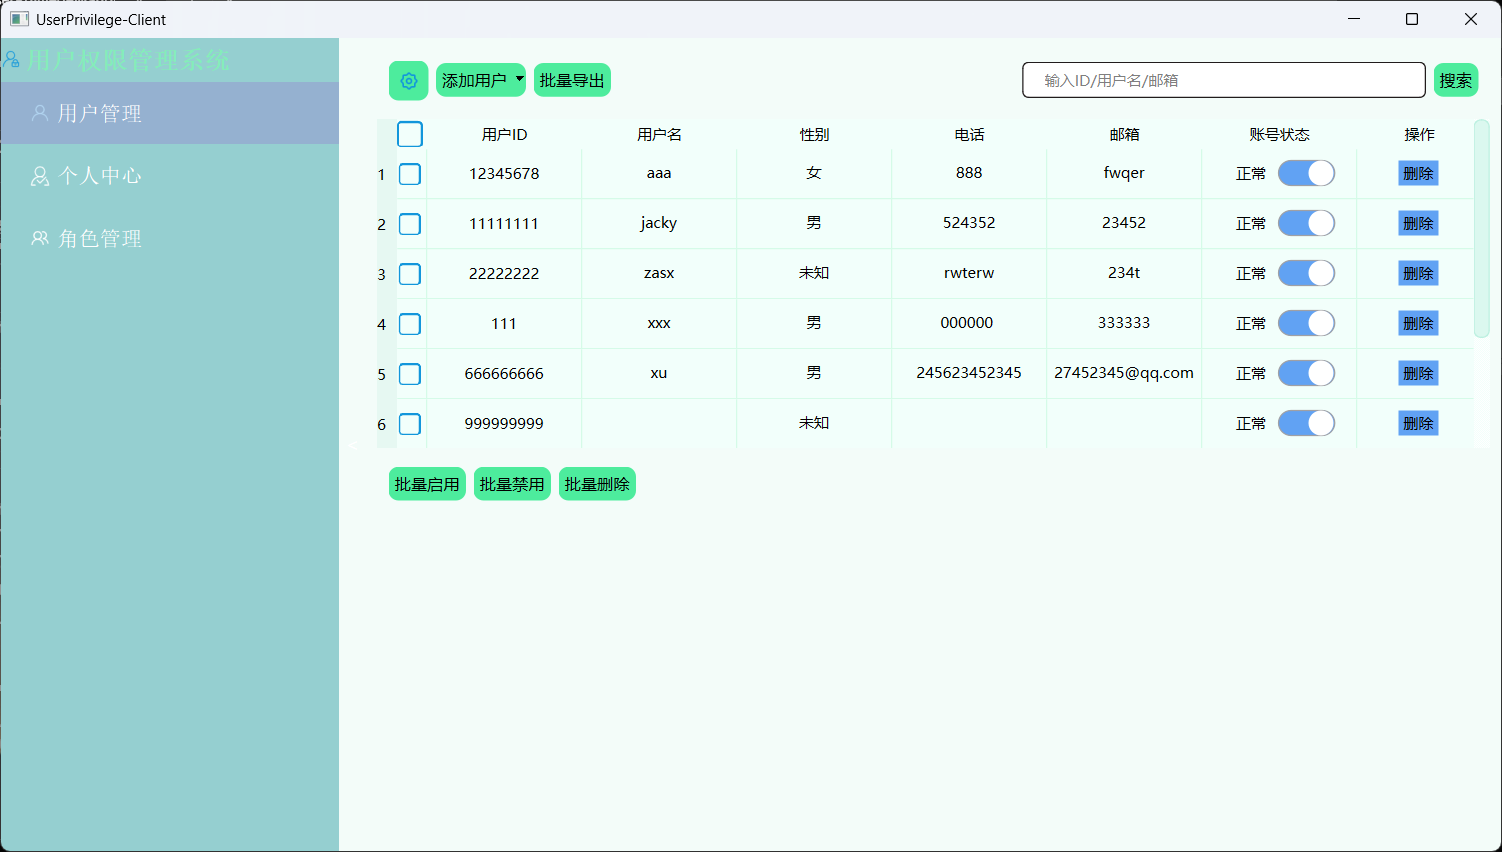 UserPrivilege-Client
用户权限管理系统
用户管理
个人中心
角色管理
添加用户 批量导出 输入ID/用户名/邮箱 搜索
用户ID 用户名 性别 电话 邮箱 账号状态 操作
1 12345678 aaa 女 888 fwqer 正常 删除
2 11111111 jacky 男 524352 23452 正常 删除
3 22222222 zasx 未知 rwterw 234t 正常 删除
4 111 xxx 男 000000 333333 正常 删除
5 666666666 xu 男 245623452345 27452345@qq.com 正常 删除
6 999999999 未知 正常 删除
批量启用 批量禁用 批量删除